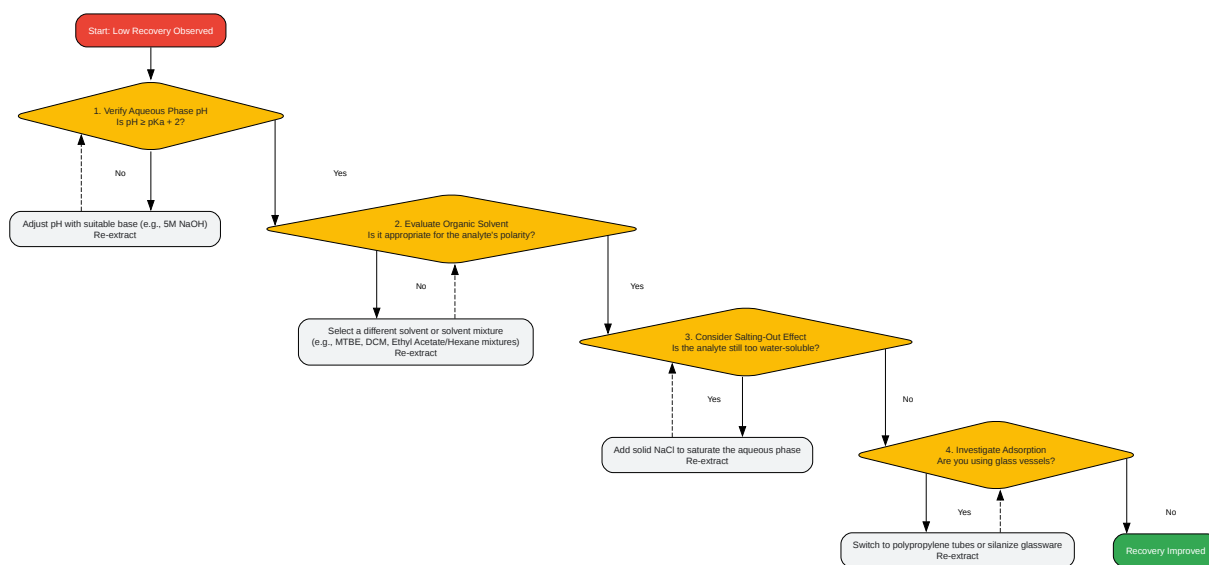 Start: Low Recovery Observed
1. Verify Aqueous Phase pH
Is pH ≥ pKa + 2?
No
Yes
Adjust pH with suitable base (e.g., 5M NaOH)
Re-extract
2. Evaluate Organic Solvent
Is it appropriate for the analyte's polarity?
No
Yes
Select a different solvent or solvent mixture
(e.g., MTBE, DCM, Ethyl Acetate/Hexane mixtures)
Re-extract
3. Consider Salting-Out Effect
Is the analyte still too water-soluble?
Yes
No
Add solid NaCl to saturate the aqueous phase
Re-extract
4. Investigate Adsorption
Are you using glass vessels?
Yes
No
Switch to polypropylene tubes or silanize glassware
Re-extract
Recovery Improved